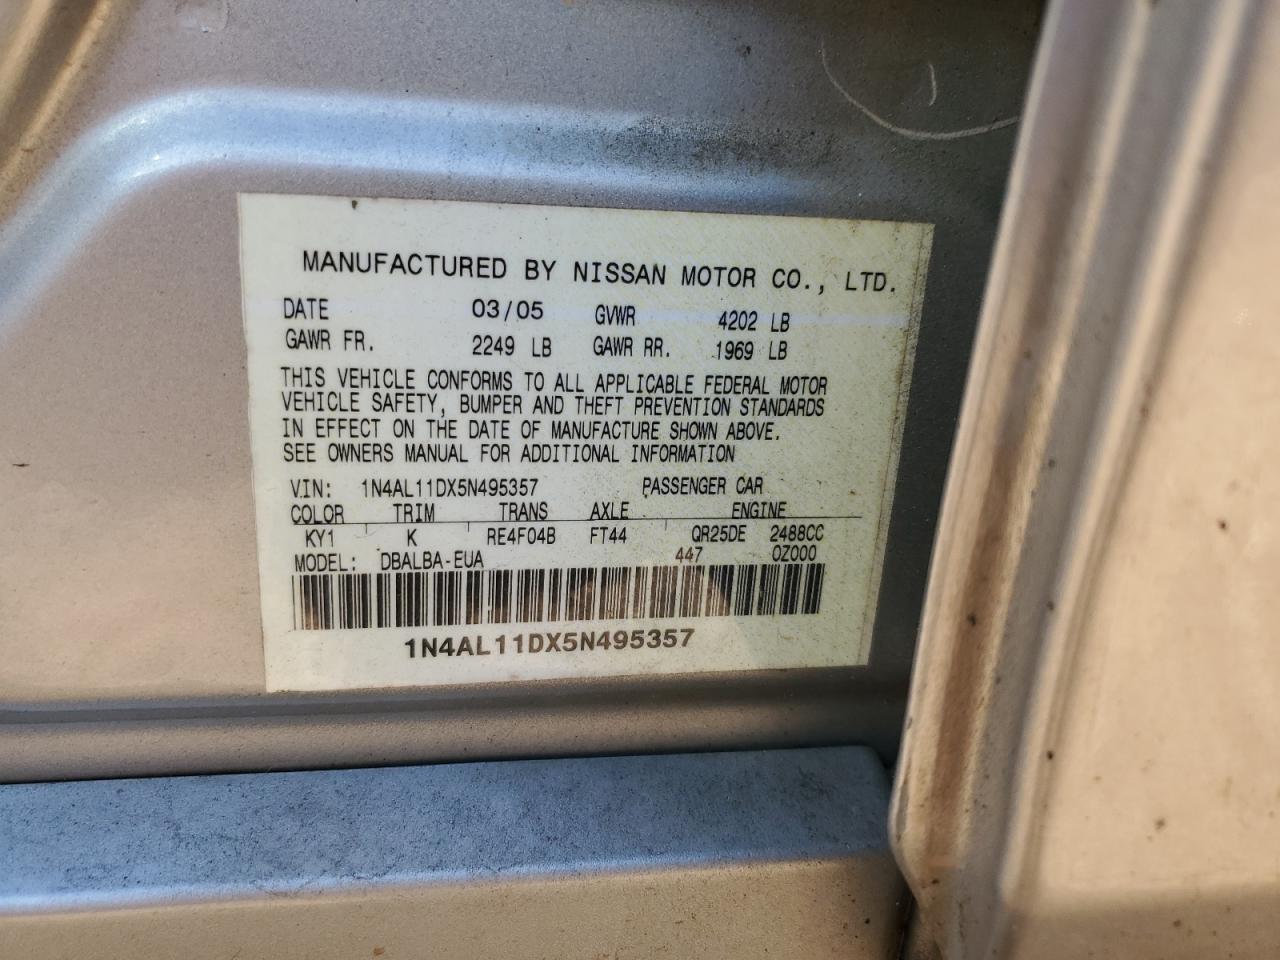 MANUFACTURED BY NISSAN MOTOR CO., LTD.
DATE 03/05 GVWR 4202 LB
GAWR FR. 2249 LB GAWR RR. 1969 LB
THIS VEHICLE CONFORMS TO ALL APPLICABLE FEDERAL MOTOR
VEHICLE SAFETY, BUMPER AND THEFT PREVENTION STANDARDS
IN EFFECT ON THE DATE OF MANUFACTURE SHOWN ABOVE.
SEE OWNERS MANUAL FOR ADDITIONAL INFORMATION
VIN: 1N4AL11DX5N495357 PASSENGER CAR
COLOR TRIM TRANS AXLE ENGINE
KY1 K RE4F04B FT44 QR25DE 2488CC
MODEL: DBALBA-EUA 447 0Z000
1N4AL11DX5N495357